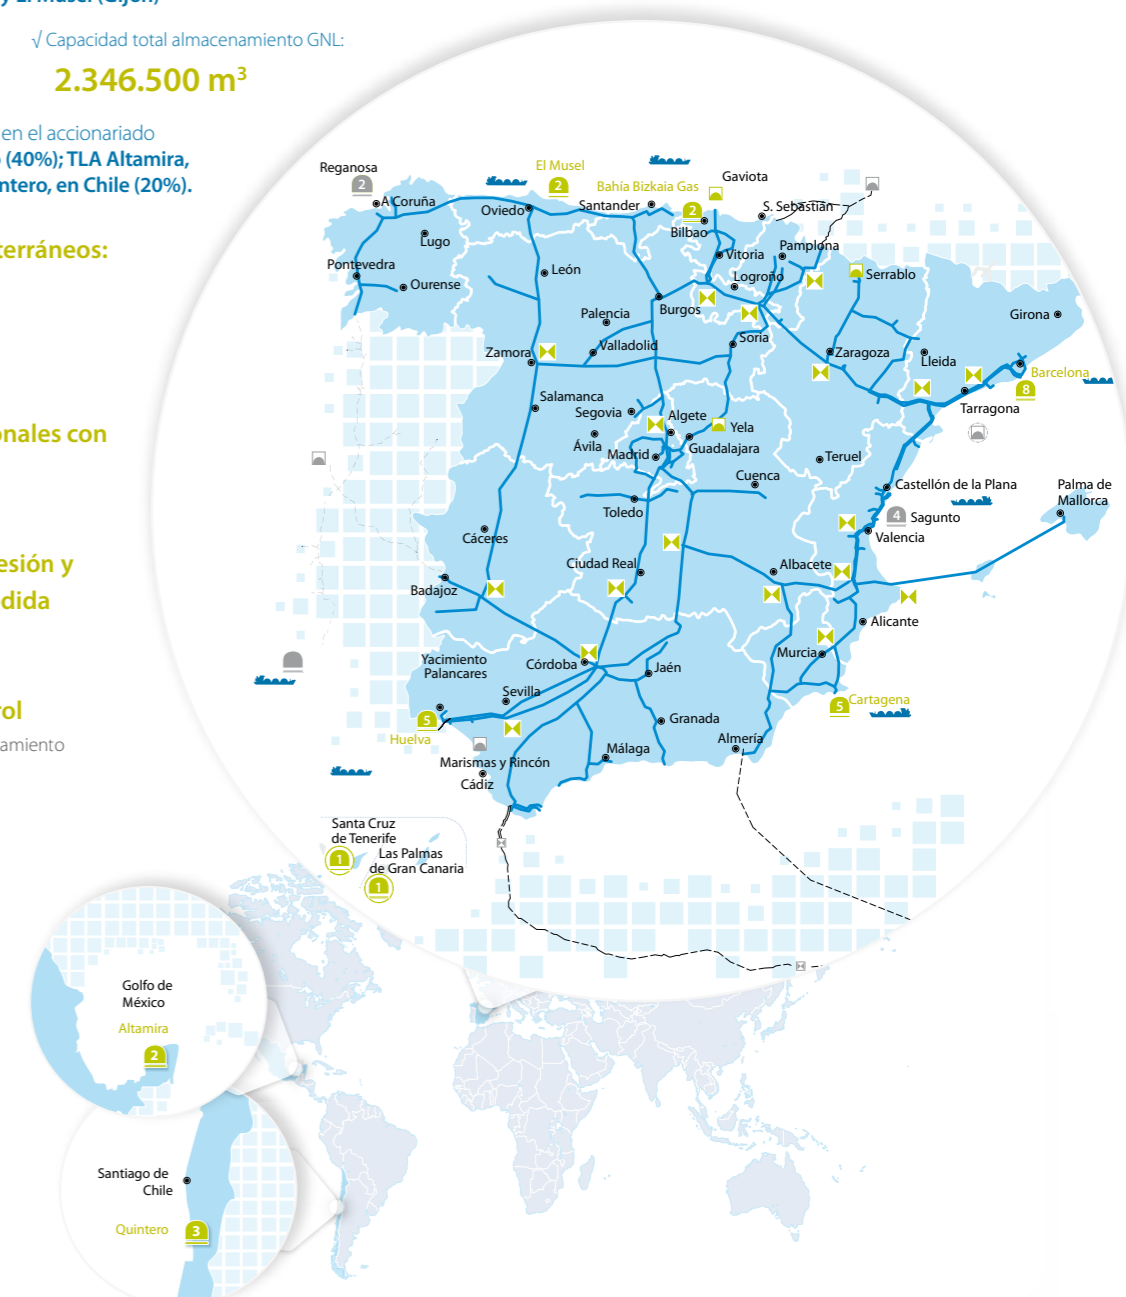 y El Musel (Gijón)
√ Capacidad total almacenamiento GNL:
2.346.500 m³
en el accionariado
(40%); TLA Altamira,
ntero, en Chile (20%).
terráneos:
onales con
esión y
edida
rol
amiento
Reganosa
2
A Coruña
Lugo
Pontevedra
Ourense
El Musel
2
Oviedo
León
Santander
Bahía Bizkaia Gas
2
Bilbao
Gaviota
S. Sebastián
Vitoria
Pamplona
Logroño
Serrablo
Burgos
Palencia
Valladolid
Zamora
Soria
Zaragoza
Lleida
Girona
Barcelona
8
Tarragona
Salamanca
Segovia
Ávila
Algete
Madrid
Yela
Guadalajara
Cuenca
Teruel
Castellón de la Plana
4
Sagunto
Valencia
Palma de
Mallorca
Toledo
Cáceres
Badajoz
Ciudad Real
Albacete
Alicante
Murcia
5
Cartagena
Yacimiento
Palancares
Córdoba
Jaén
Sevilla
5
Huelva
Granada
Málaga
Almería
Marismas y Rincón
Cádiz
Santa Cruz
de Tenerife
1
Las Palmas
de Gran Canaria
1
Golfo de
México
Altamira
2
Santiago de
Chile
Quintero
3